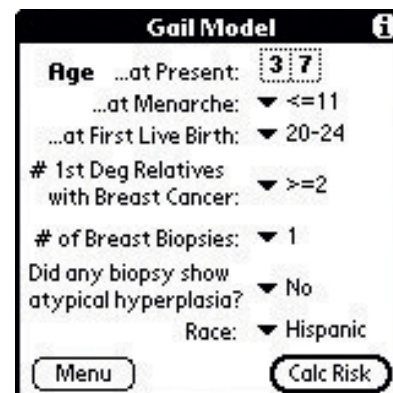 Gail Model i
Age ...at Present: 37
...at Menarche: <=11
...at First Live Birth: 20-24
# 1st Deg Relatives
with Breast Cancer: >=2
# of Breast Biopsies: 1
Did any biopsy show
atypical hyperplasia? No
Race: Hispanic
Menu Calc Risk